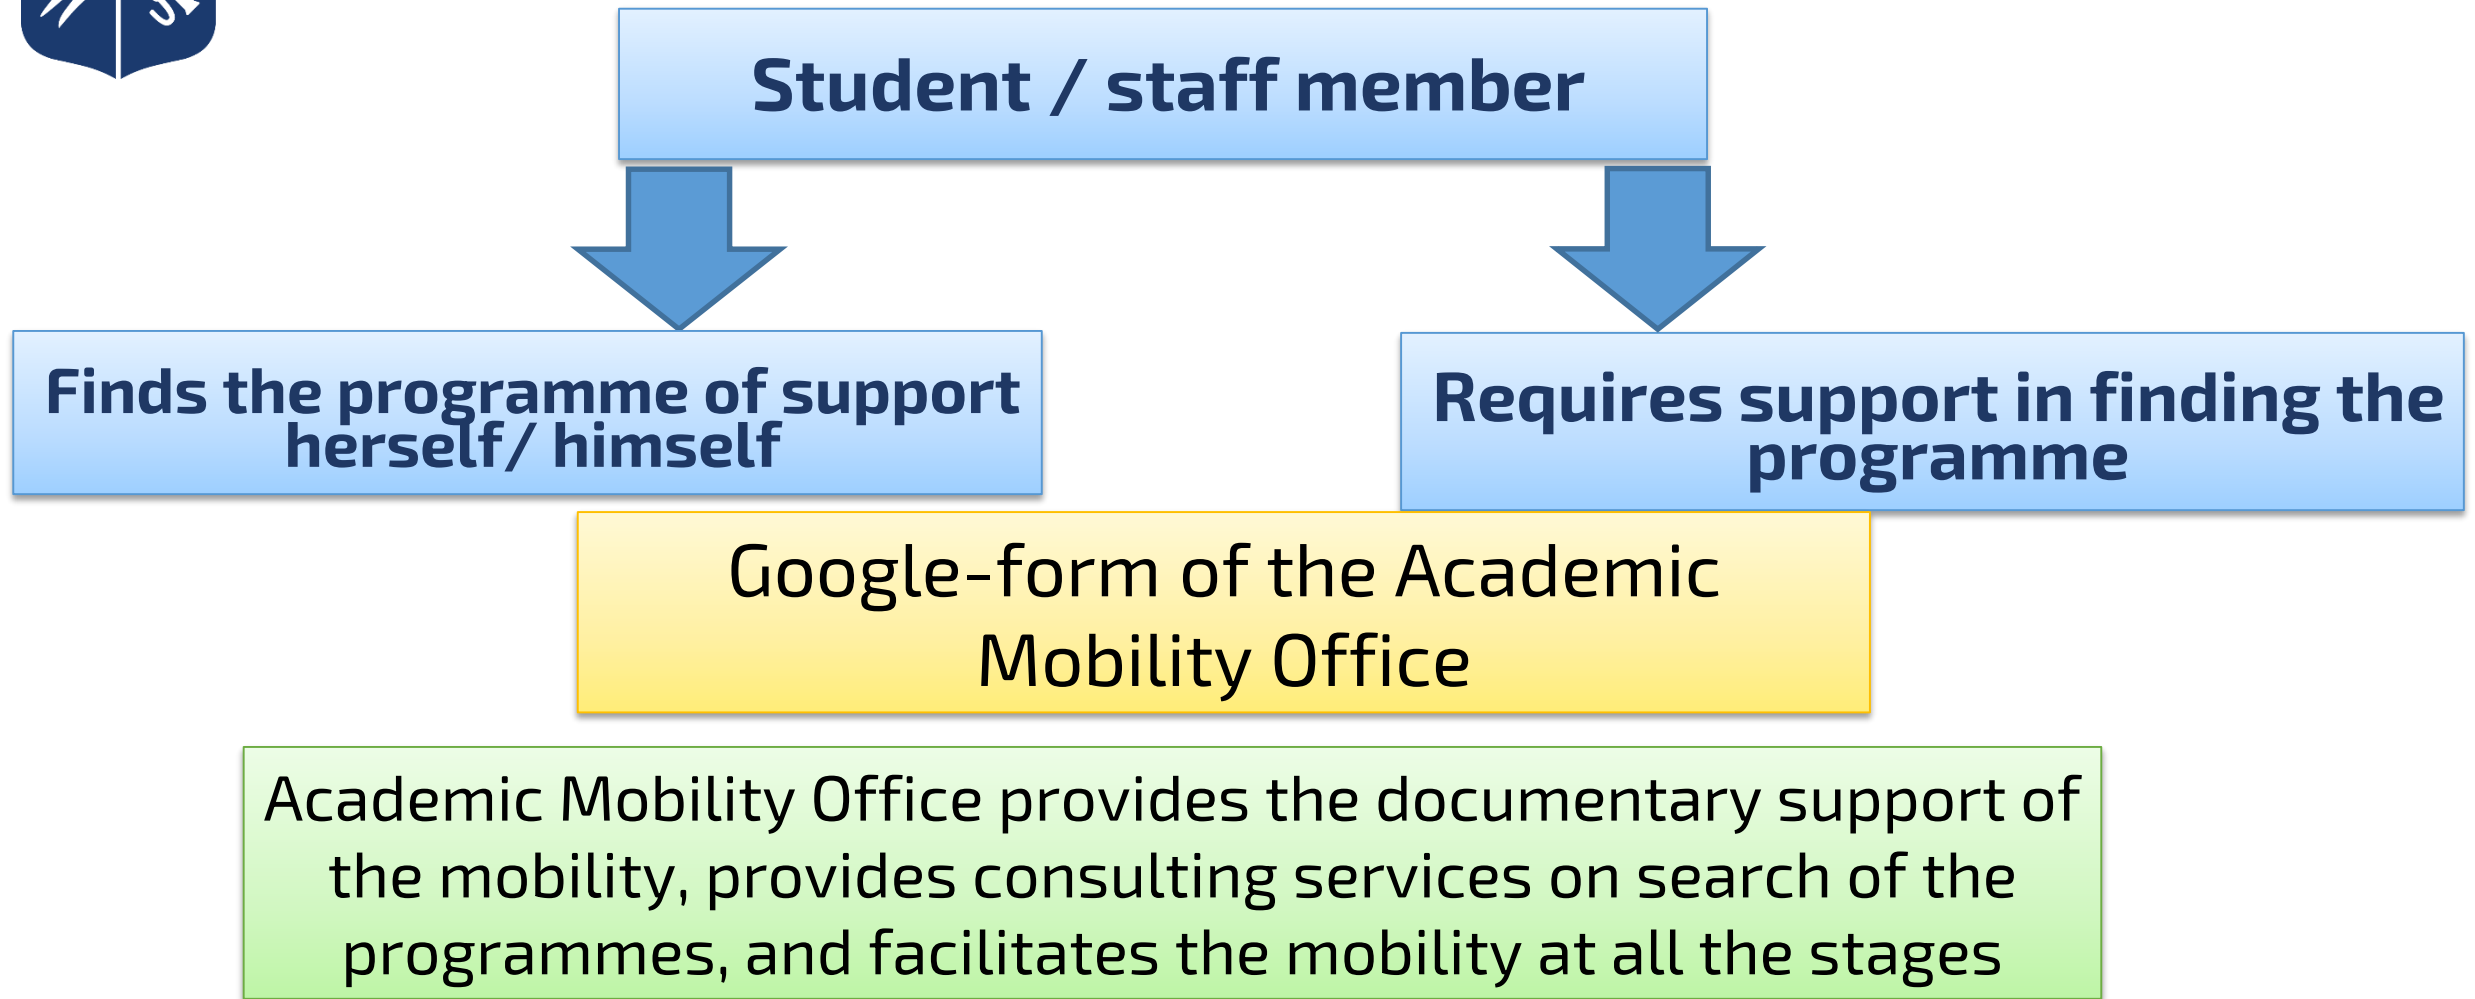 Student / staff member
Finds the programme of support
herself/ himself
Requires support in finding the
programme
Google-form of the Academic
Mobility Office
Academic Mobility Office provides the documentary support of
the mobility, provides consulting services on search of the
programmes, and facilitates the mobility at all the stages